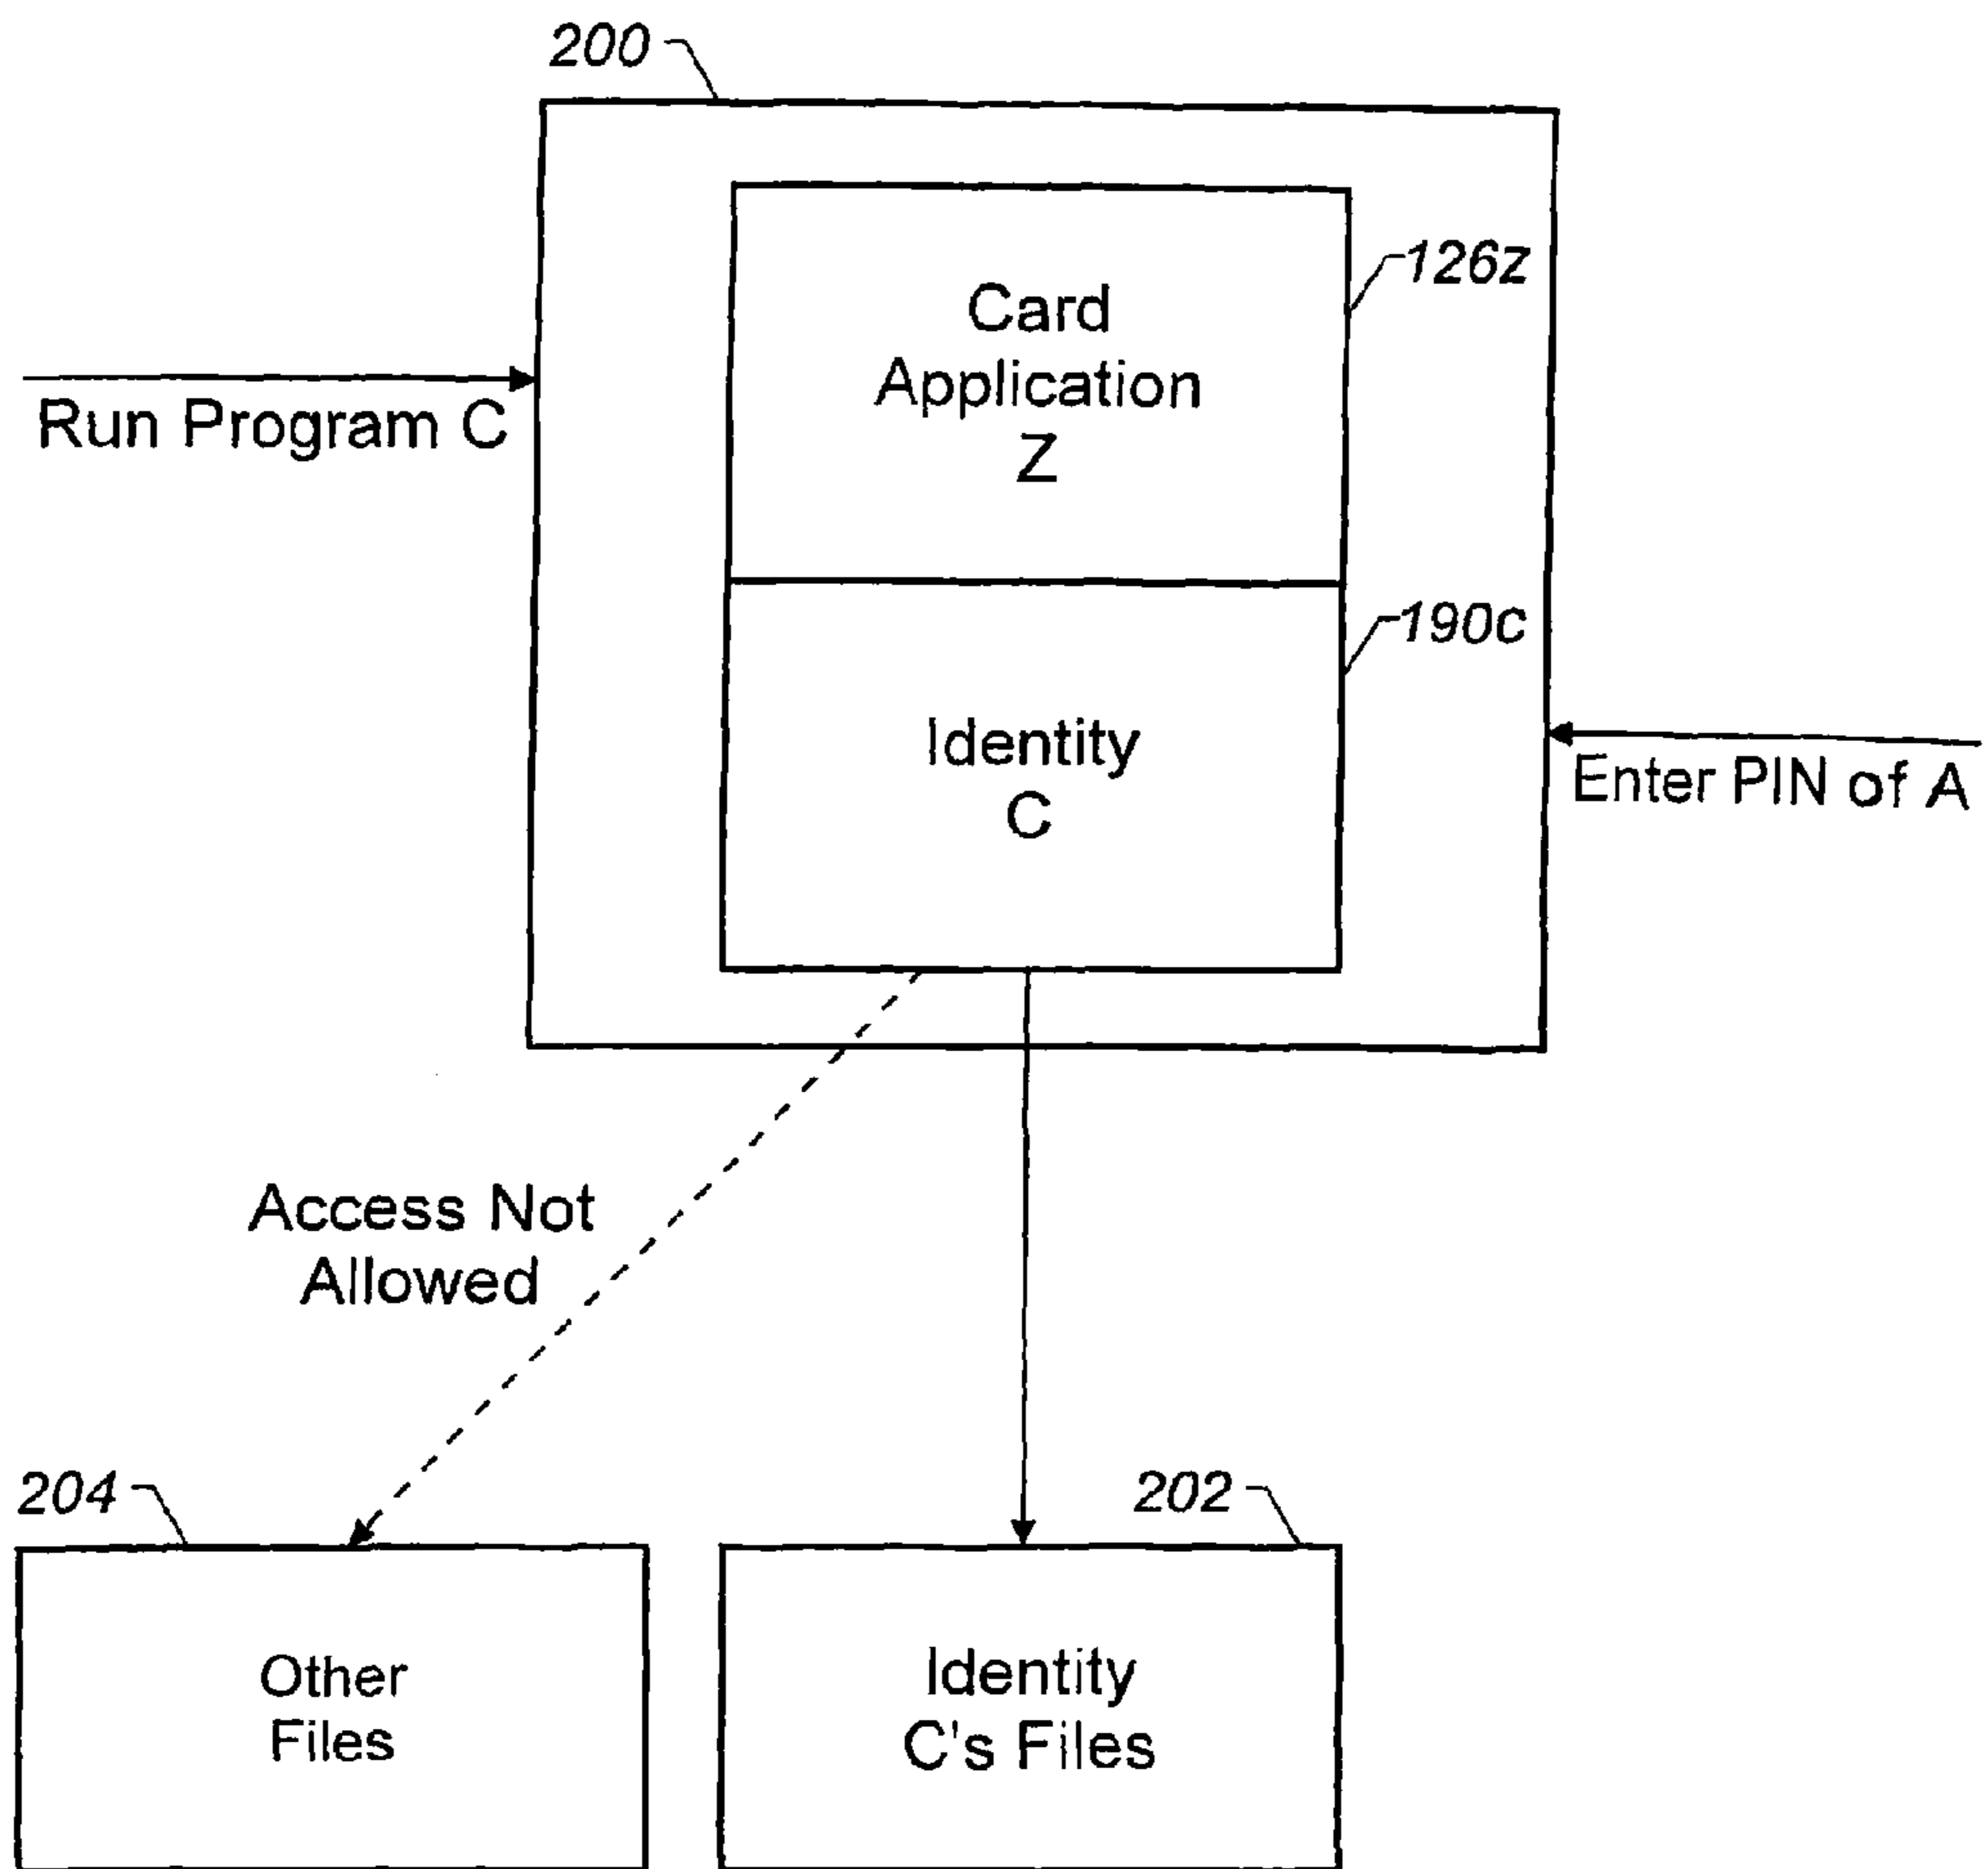 200
Card
Application
Z
126z
Run Program C
Identity
C
190c
Enter PIN of A
Access Not
Allowed
204
202
Other
Files
Identity
C's Files